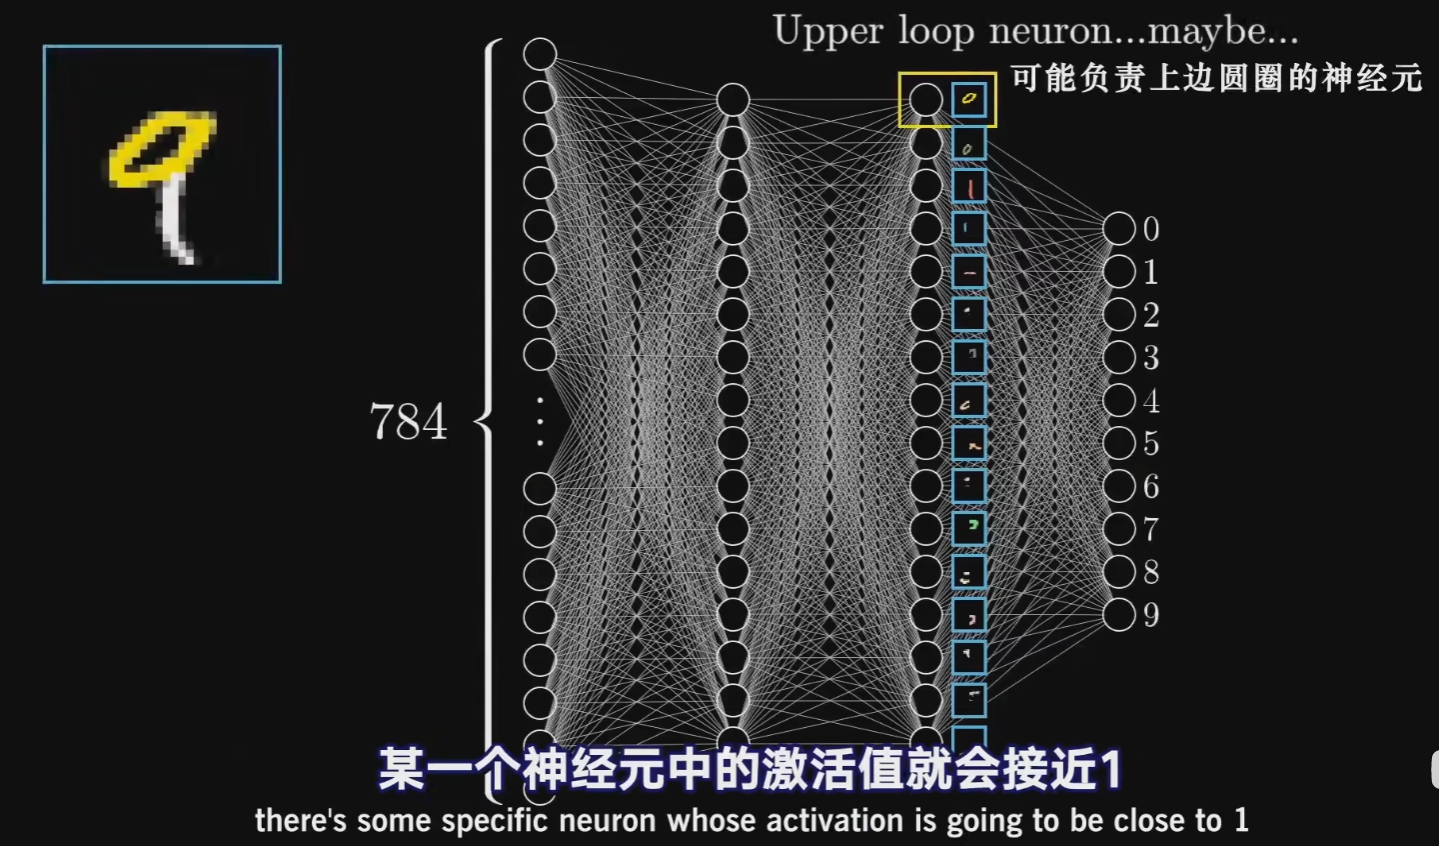 Upper loop neuron...maybe...
可能负责上边圆圈的神经元
784
0
1
2
3
4
5
6
7
8
9
某一个神经元中的激活值就会接近1
there's some specific neuron whose activation is going to be close to 1